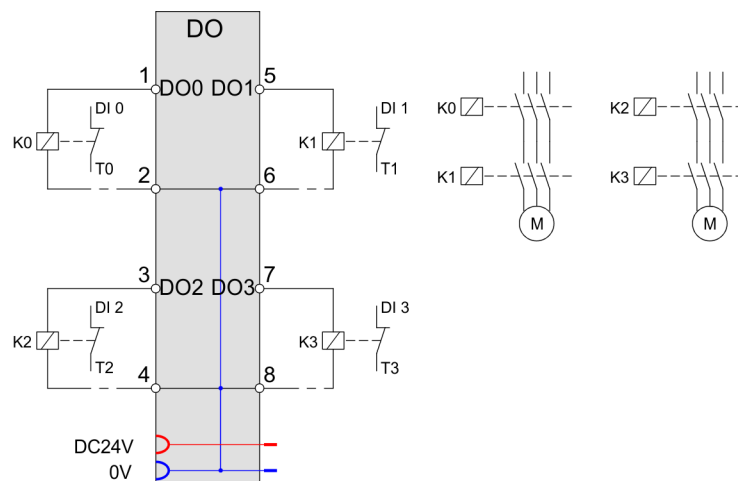 DO
1 DO0 DO1 5
DI 0
DI 1
K0
K1
T0
T1
2
6
3 DO2 DO3 7
DI 2
DI 3
K2
K3
T2
T3
4
8
DC24V
0V
K0
K1
M
K2
K3
M